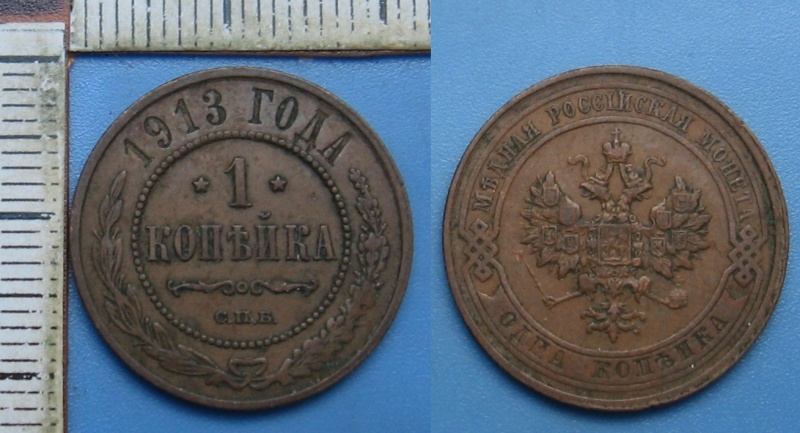 1913 ГОДА
1
КОПѢЙКА
С.П.Б.
МѢДНАЯ РОССІЙСКАЯ МОНЕТА
ОДНА КОПѢЙКА